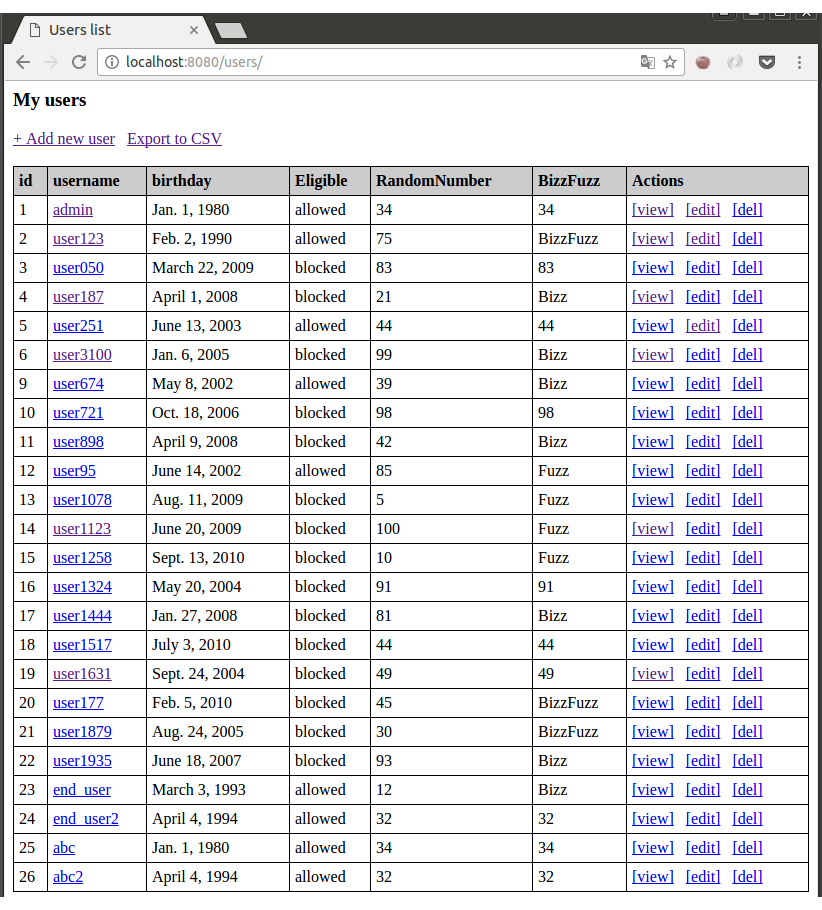 Users list
localhost:8080/users/
My users
+ Add new user Export to CSV
id username birthday Eligible RandomNumber BizzFuzz Actions
1 admin Jan. 1, 1980 allowed 34 34 [view] [edit] [del]
2 user123 Feb. 2, 1990 allowed 75 BizzFuzz [view] [edit] [del]
3 user050 March 22, 2009 blocked 83 83 [view] [edit] [del]
4 user187 April 1, 2008 blocked 21 Bizz [view] [edit] [del]
5 user251 June 13, 2003 allowed 44 44 [view] [edit] [del]
6 user3100 Jan. 6, 2005 blocked 99 Bizz [view] [edit] [del]
9 user674 May 8, 2002 allowed 39 Bizz [view] [edit] [del]
10 user721 Oct. 18, 2006 blocked 98 98 [view] [edit] [del]
11 user898 April 9, 2008 blocked 42 Bizz [view] [edit] [del]
12 user95 June 14, 2002 allowed 85 Fuzz [view] [edit] [del]
13 user1078 Aug. 11, 2009 blocked 5 Fuzz [view] [edit] [del]
14 user1123 June 20, 2009 blocked 100 Fuzz [view] [edit] [del]
15 user1258 Sept. 13, 2010 blocked 10 Fuzz [view] [edit] [del]
16 user1324 May 20, 2004 blocked 91 91 [view] [edit] [del]
17 user1444 Jan. 27, 2008 blocked 81 Bizz [view] [edit] [del]
18 user1517 July 3, 2010 blocked 44 44 [view] [edit] [del]
19 user1631 Sept. 24, 2004 blocked 49 49 [view] [edit] [del]
20 user177 Feb. 5, 2010 blocked 45 BizzFuzz [view] [edit] [del]
21 user1879 Aug. 24, 2005 blocked 30 BizzFuzz [view] [edit] [del]
22 user1935 June 18, 2007 blocked 93 Bizz [view] [edit] [del]
23 end_user March 3, 1993 allowed 12 Bizz [view] [edit] [del]
24 end_user2 April 4, 1994 allowed 32 32 [view] [edit] [del]
25 abc Jan. 1, 1980 allowed 34 34 [view] [edit] [del]
26 abc2 April 4, 1994 allowed 32 32 [view] [edit] [del]